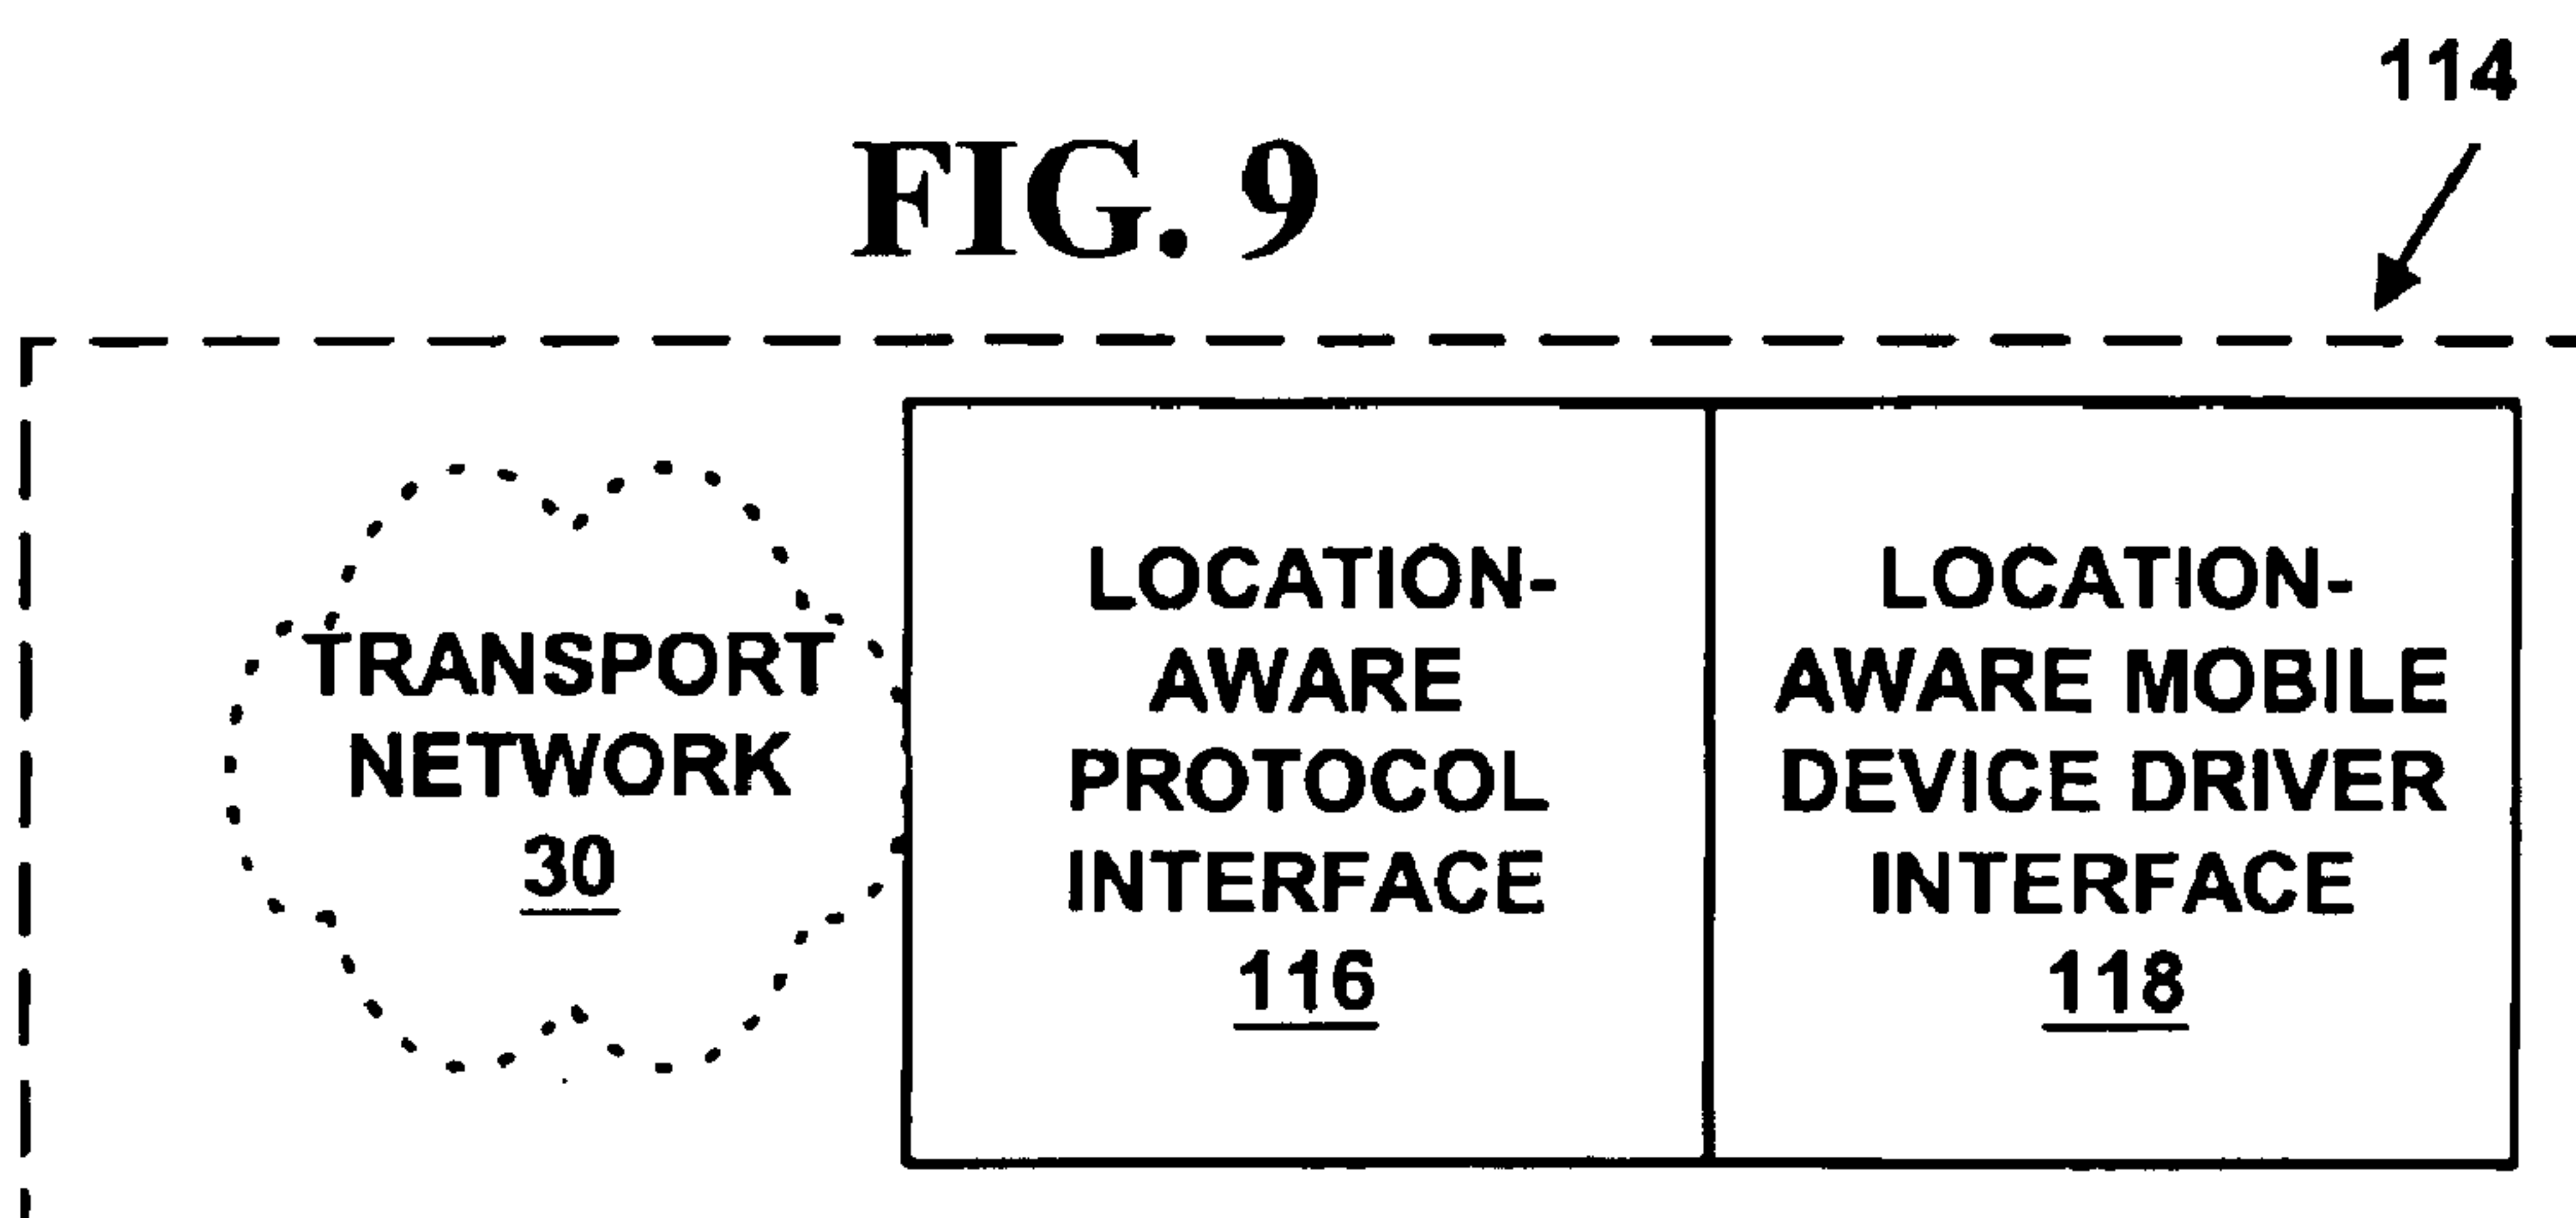 114
FIG. 9
TRANSPORT
NETWORK
30
LOCATION-
AWARE
PROTOCOL
INTERFACE
116
LOCATION-
AWARE MOBILE
DEVICE DRIVER
INTERFACE
118